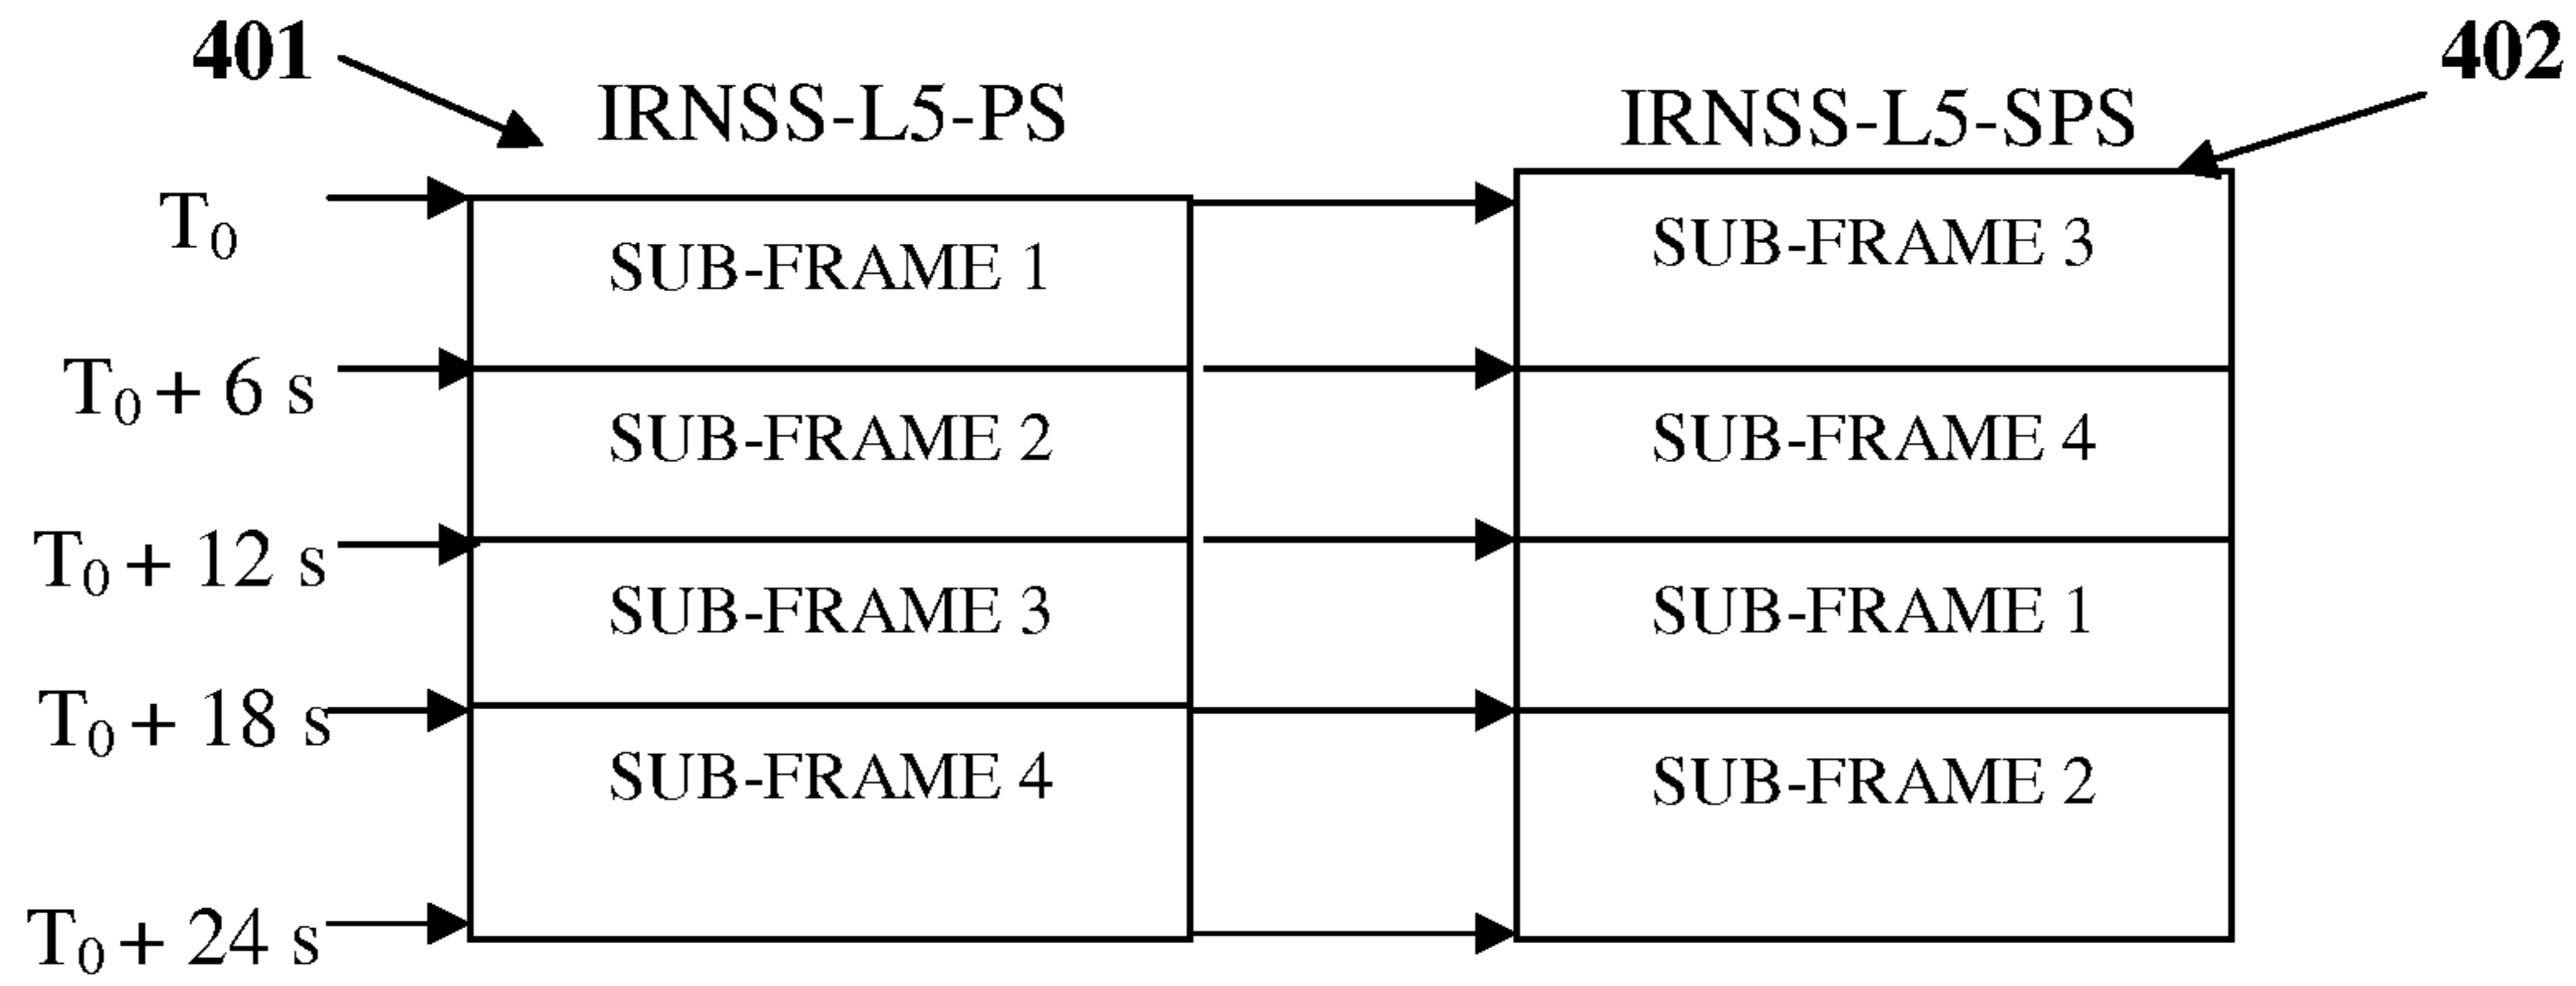 401
402
IRNSS-L5-PS
IRNSS-L5-SPS
T₀
SUB-FRAME 1
SUB-FRAME 3
T₀ + 6 s
SUB-FRAME 2
SUB-FRAME 4
T₀ + 12 s
SUB-FRAME 3
SUB-FRAME 1
T₀ + 18 s
SUB-FRAME 4
SUB-FRAME 2
T₀ + 24 s